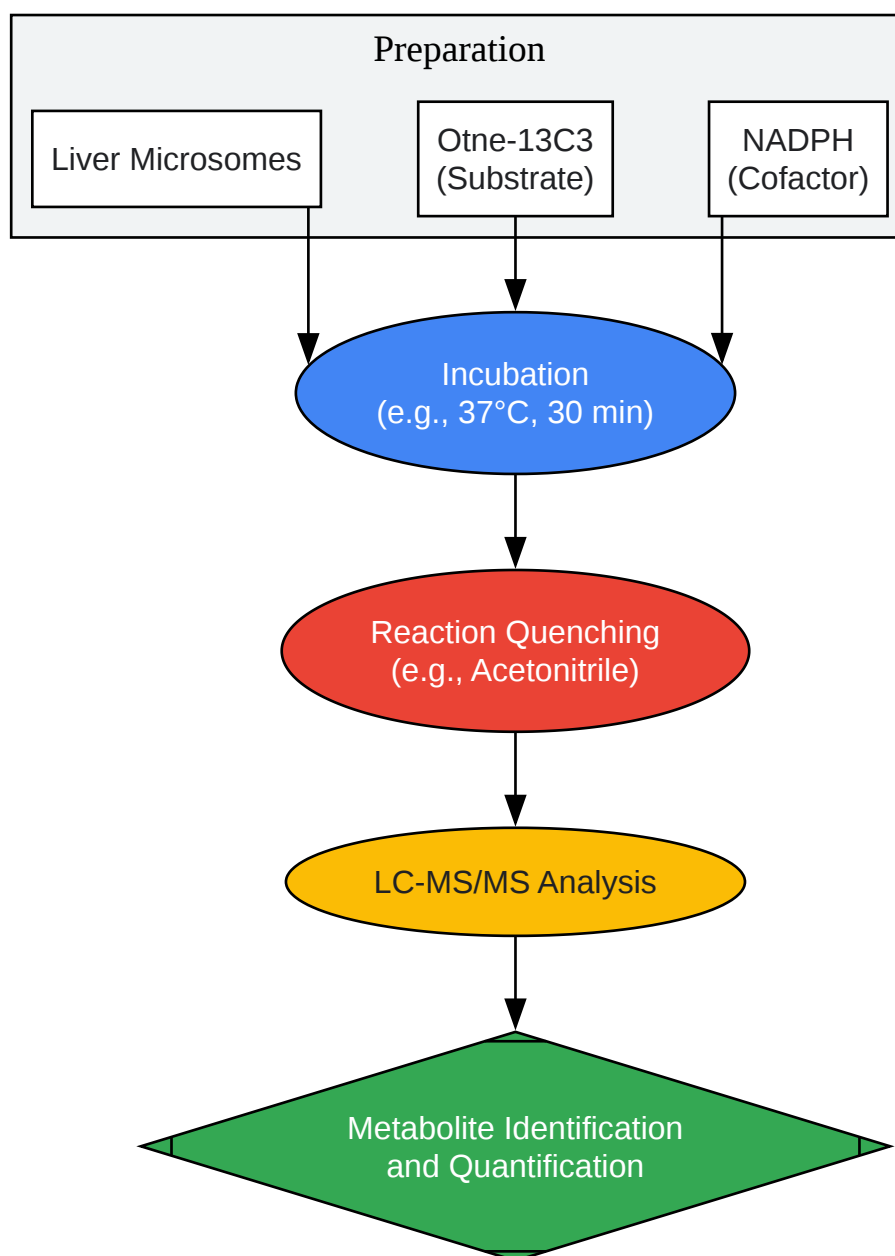 Preparation
Liver Microsomes
Otne-13C3
(Substrate)
NADPH
(Cofactor)
Incubation
(e.g., 37°C, 30 min)
Reaction Quenching
(e.g., Acetonitrile)
LC-MS/MS Analysis
Metabolite Identification
and Quantification